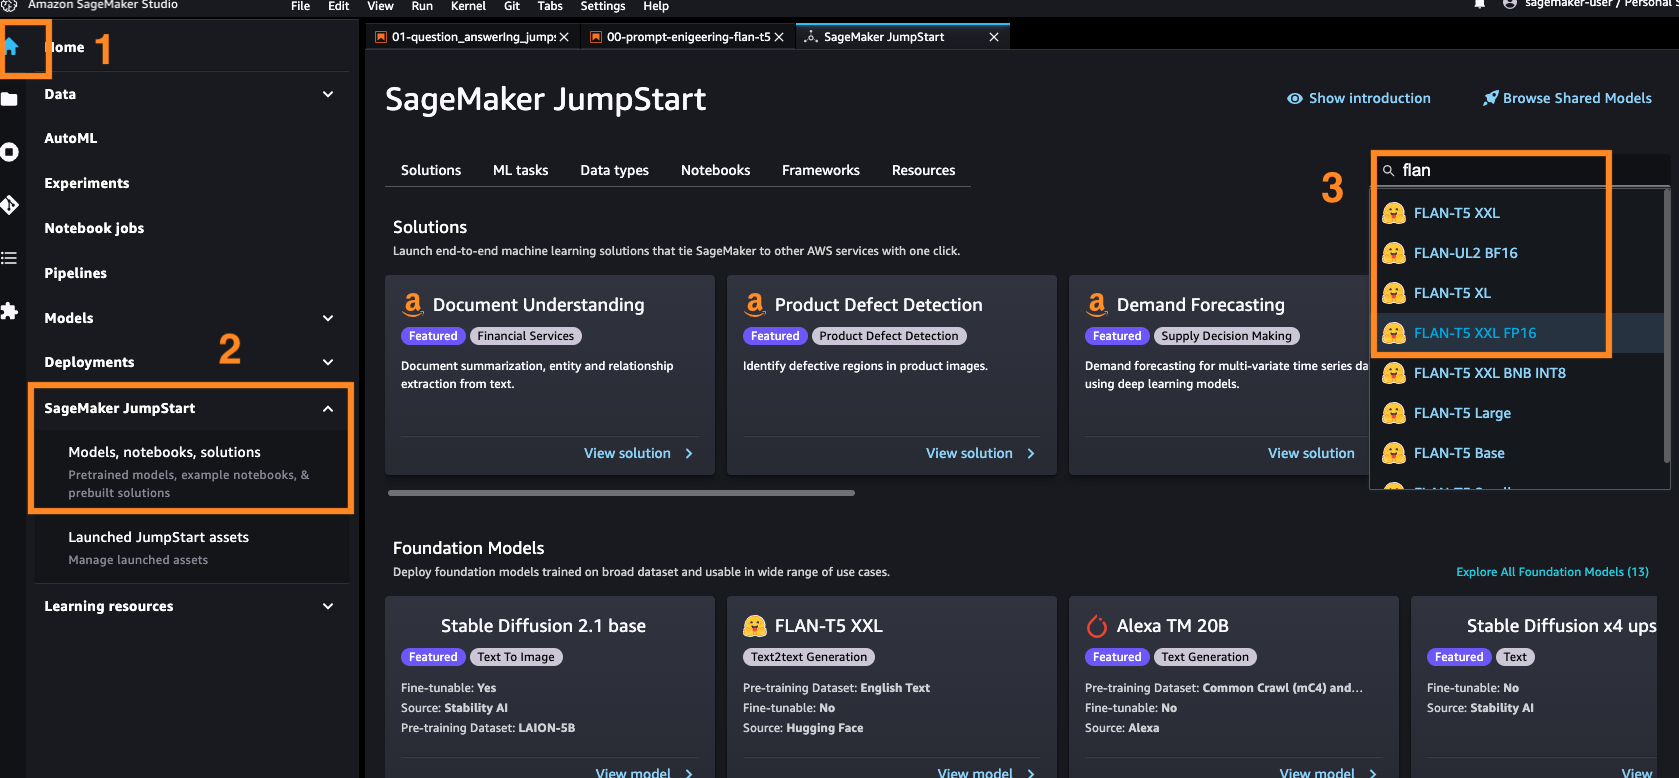 Amazon SageMaker Studio
File Edit View Run Kernel Git Tabs Settings Help
sagemaker-user / Personal
Home
1
01-question_answering_jump:
00-prompt-enigeering-flan-t5
SageMaker JumpStart
Data
AutoML
Experiments
Notebook jobs
Pipelines
Models
Deployments
2
SageMaker JumpStart
Models, notebooks, solutions
Pretrained models, example notebooks, &
prebuilt solutions
Launched JumpStart assets
Manage launched assets
Learning resources
SageMaker JumpStart
Show introduction
Browse Shared Models
Solutions ML tasks Data types Notebooks Frameworks Resources
3
flan
FLAN-T5 XXL
FLAN-UL2 BF16
FLAN-T5 XL
FLAN-T5 XXL FP16
FLAN-T5 XXL BNB INT8
FLAN-T5 Large
FLAN-T5 Base
Solutions
Launch end-to-end machine learning solutions that tie SageMaker to other AWS services with one click.
Document Understanding
Featured Financial Services
Document summarization, entity and relationship
extraction from text.
View solution
Product Defect Detection
Featured Product Defect Detection
Identify defective regions in product images.
View solution
Demand Forecasting
Featured Supply Decision Making
Demand forecasting for multi-variate time series da
using deep learning models.
View solution
Foundation Models
Deploy foundation models trained on broad dataset and usable in wide range of use cases.
Explore All Foundation Models (13)
Stable Diffusion 2.1 base
Featured Text To Image
Fine-tunable: Yes
Source: Stability AI
Pre-training Dataset: LAION-5B
View model
FLAN-T5 XXL
Text2text Generation
Pre-training Dataset: English Text
Fine-tunable: No
Source: Hugging Face
View model
Alexa TM 20B
Featured Text Generation
Pre-training Dataset: Common Crawl (mC4) and...
Fine-tunable: No
Source: Alexa
View model
Stable Diffusion x4 ups
Featured Text
Fine-tunable: No
Source: Stability AI
View